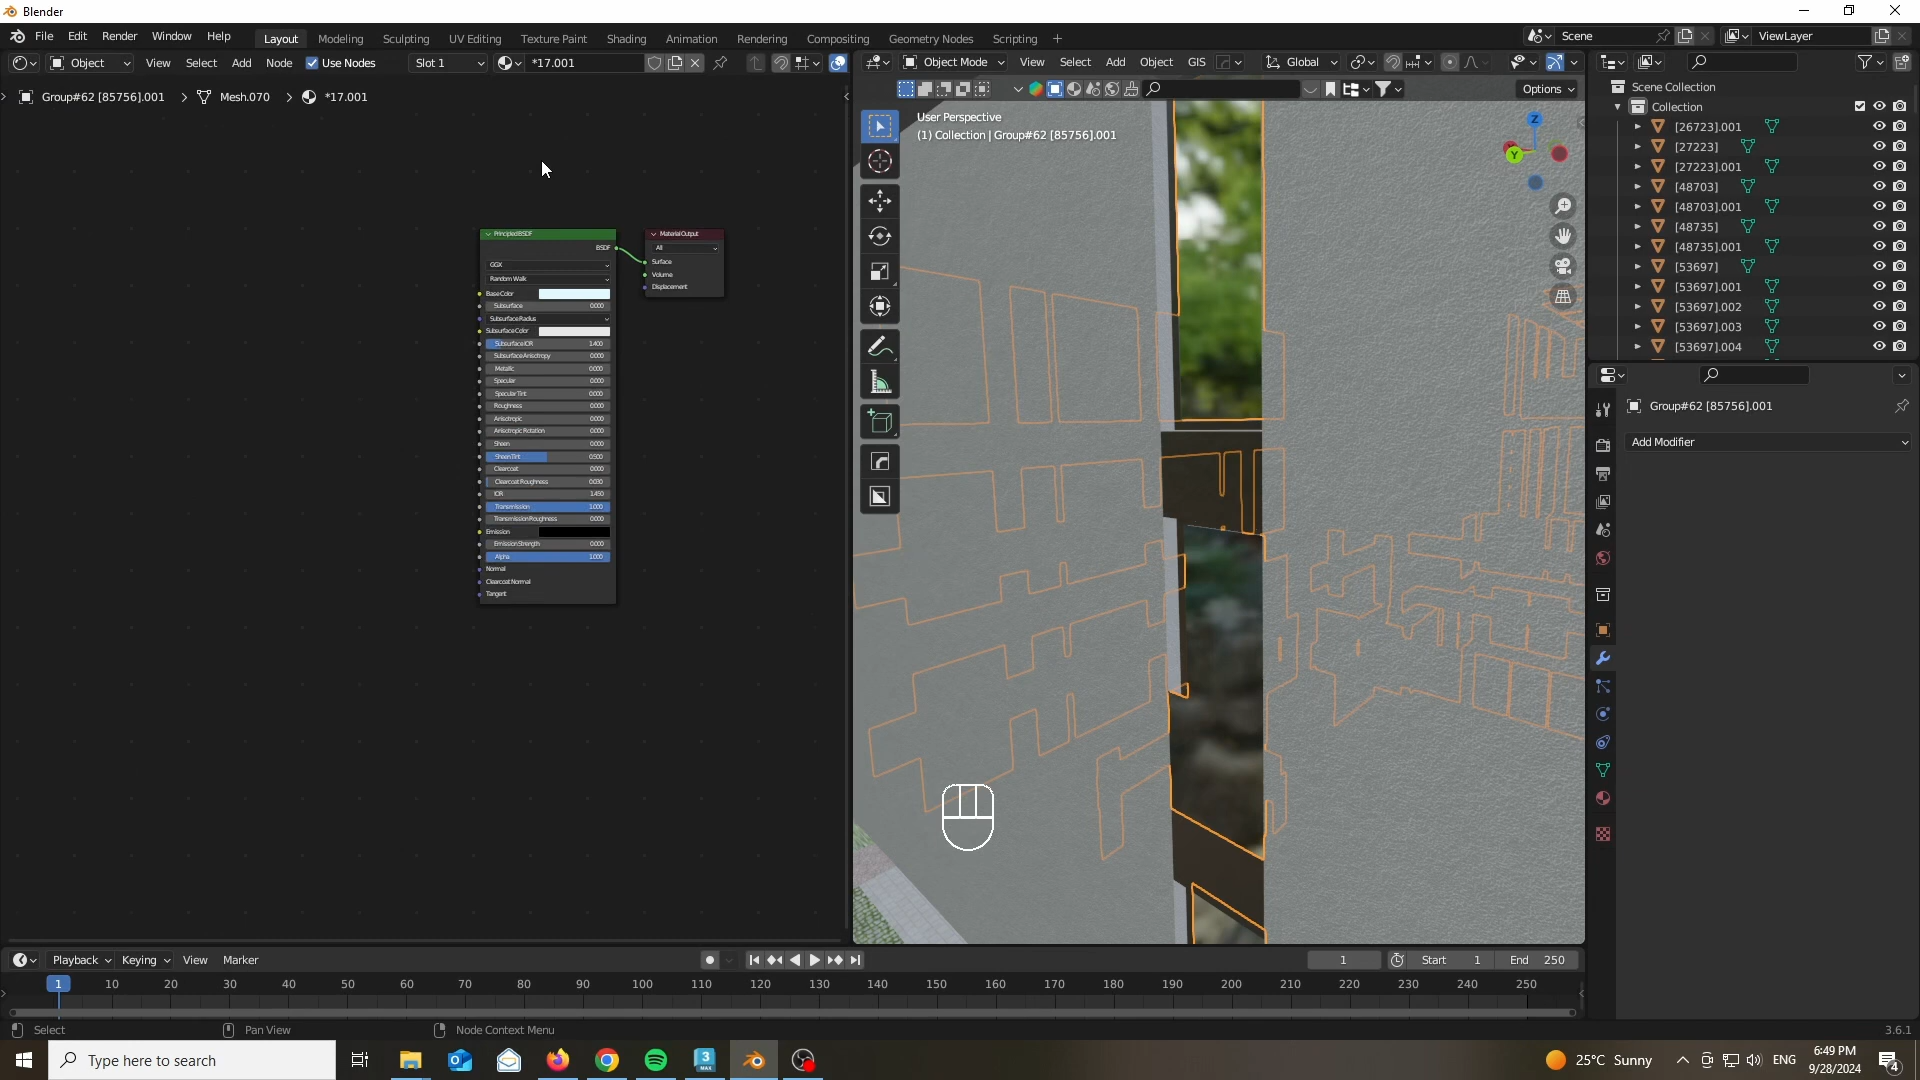 Blender
File Edit Render Window Help Layout Modeling Sculpting UV Editing Texture Paint Shading Animation Rendering Compositing Geometry Nodes Scripting Scene ViewLayer
Object View Select Add Node Use Nodes Slot 1 *17.001 Object Mode View Select Add Object GIS Global
Options
Group#62 [85756].001 Mesh.070 *17.001
User Perspective
(1) Collection | Group#62 [85756].001
Z
Y
Scene Collection
Collection
[26723].001
[27223]
[27223].001
[48703]
[48703].001
[48735]
[48735].001
[53697]
[53697].001
[53697].002
[53697].003
[53697].004
Group#62 [85756].001
Add Modifier
Principled BSDF
BSDF
GGX
Random Walk
Base Color
Subsurface 0.000
Subsurface Radius
Subsurface Color
Subsurface IOR 1.400
Subsurface Anisotropy 0.000
Metallic 0.000
Specular 0.000
Specular Tint 0.000
Roughness 0.000
Anisotropic 0.000
Anisotropic Rotation 0.000
Sheen 0.000
Sheen Tint 0.500
Clearcoat 0.000
Clearcoat Roughness 0.030
IOR 1.450
Transmission 1.000
Transmission Roughness 0.000
Emission
Emission Strength 0.000
Alpha 1.000
Normal
Clearcoat Normal
Tangent
Material Output
All
Surface
Volume
Displacement
Playback Keying View Marker 1 Start 1 End 250
1 10 20 30 40 50 60 70 80 90 100 110 120 130 140 150 160 170 180 190 200 210 220 230 240 250
Select Pan View Node Context Menu 3.6.1
Type here to search
3
MAX
25°C Sunny
ENG
6:49 PM
9/28/2024
4